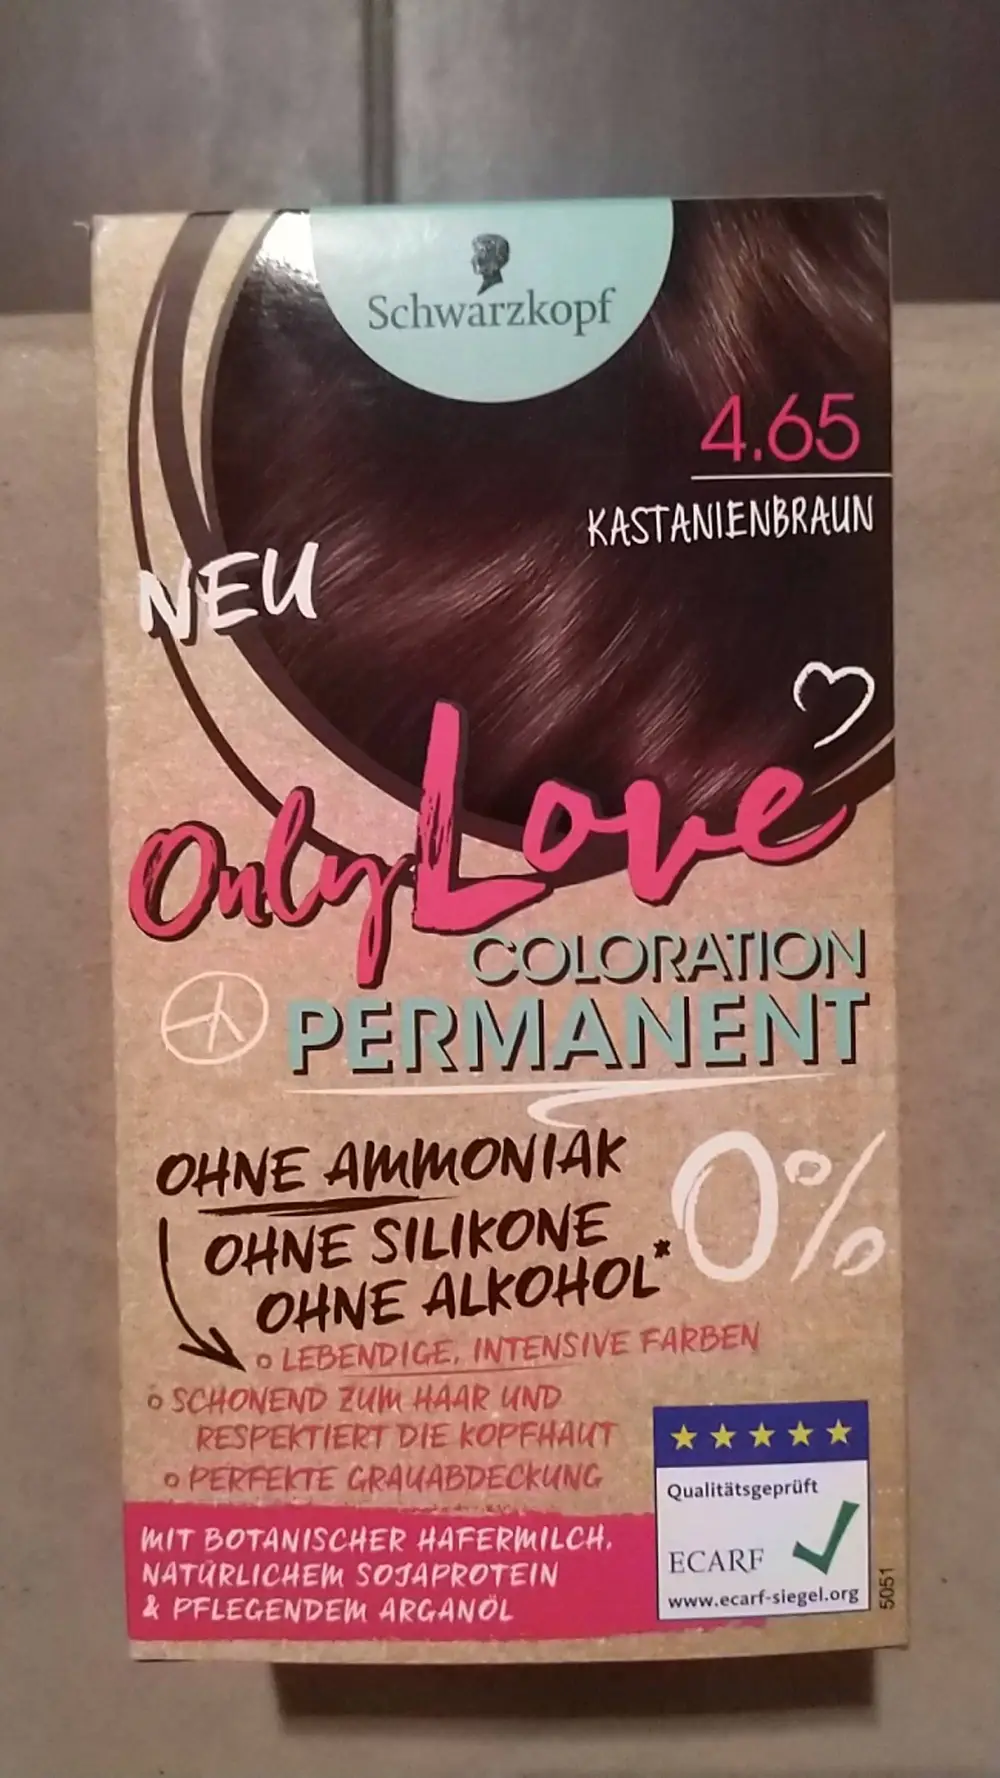 Schwarzkopf
4.65
KASTANIENBRAUN
NEU
Only Love
COLORATION
PERMANENT
OHNE AMMONIAK
OHNE SILIKONE
OHNE ALKOHOL*
0%
LEBENDIGE, INTENSIVE FARBEN
SCHONEND ZUM HAAR UND
RESPEKTIERT DIE KOPFHAUT
PERFEKTE GRAUABDECKUNG
MIT BOTANISCHER HAFERMILCH,
NATÜRLICHEM SOJAPROTEIN
& PFLEGENDEM ARGANÖL
Qualitätsgeprüft
ECARF
www.ecarf-siegel.org
5051